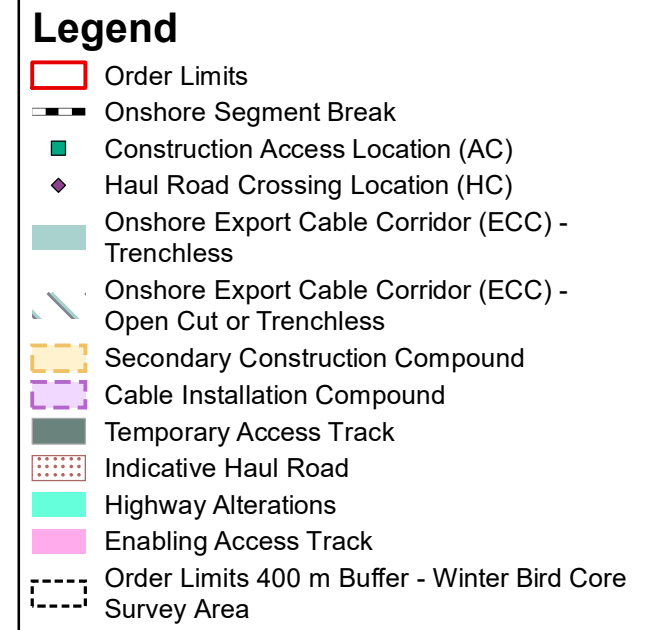 Legend
Order Limits
Onshore Segment Break
Construction Access Location (AC)
Haul Road Crossing Location (HC)
Onshore Export Cable Corridor (ECC) -
Trenchless
Onshore Export Cable Corridor (ECC) -
Open Cut or Trenchless
Secondary Construction Compound
Cable Installation Compound
Temporary Access Track
Indicative Haul Road
Highway Alterations
Enabling Access Track
Order Limits 400 m Buffer - Winter Bird Core
Survey Area